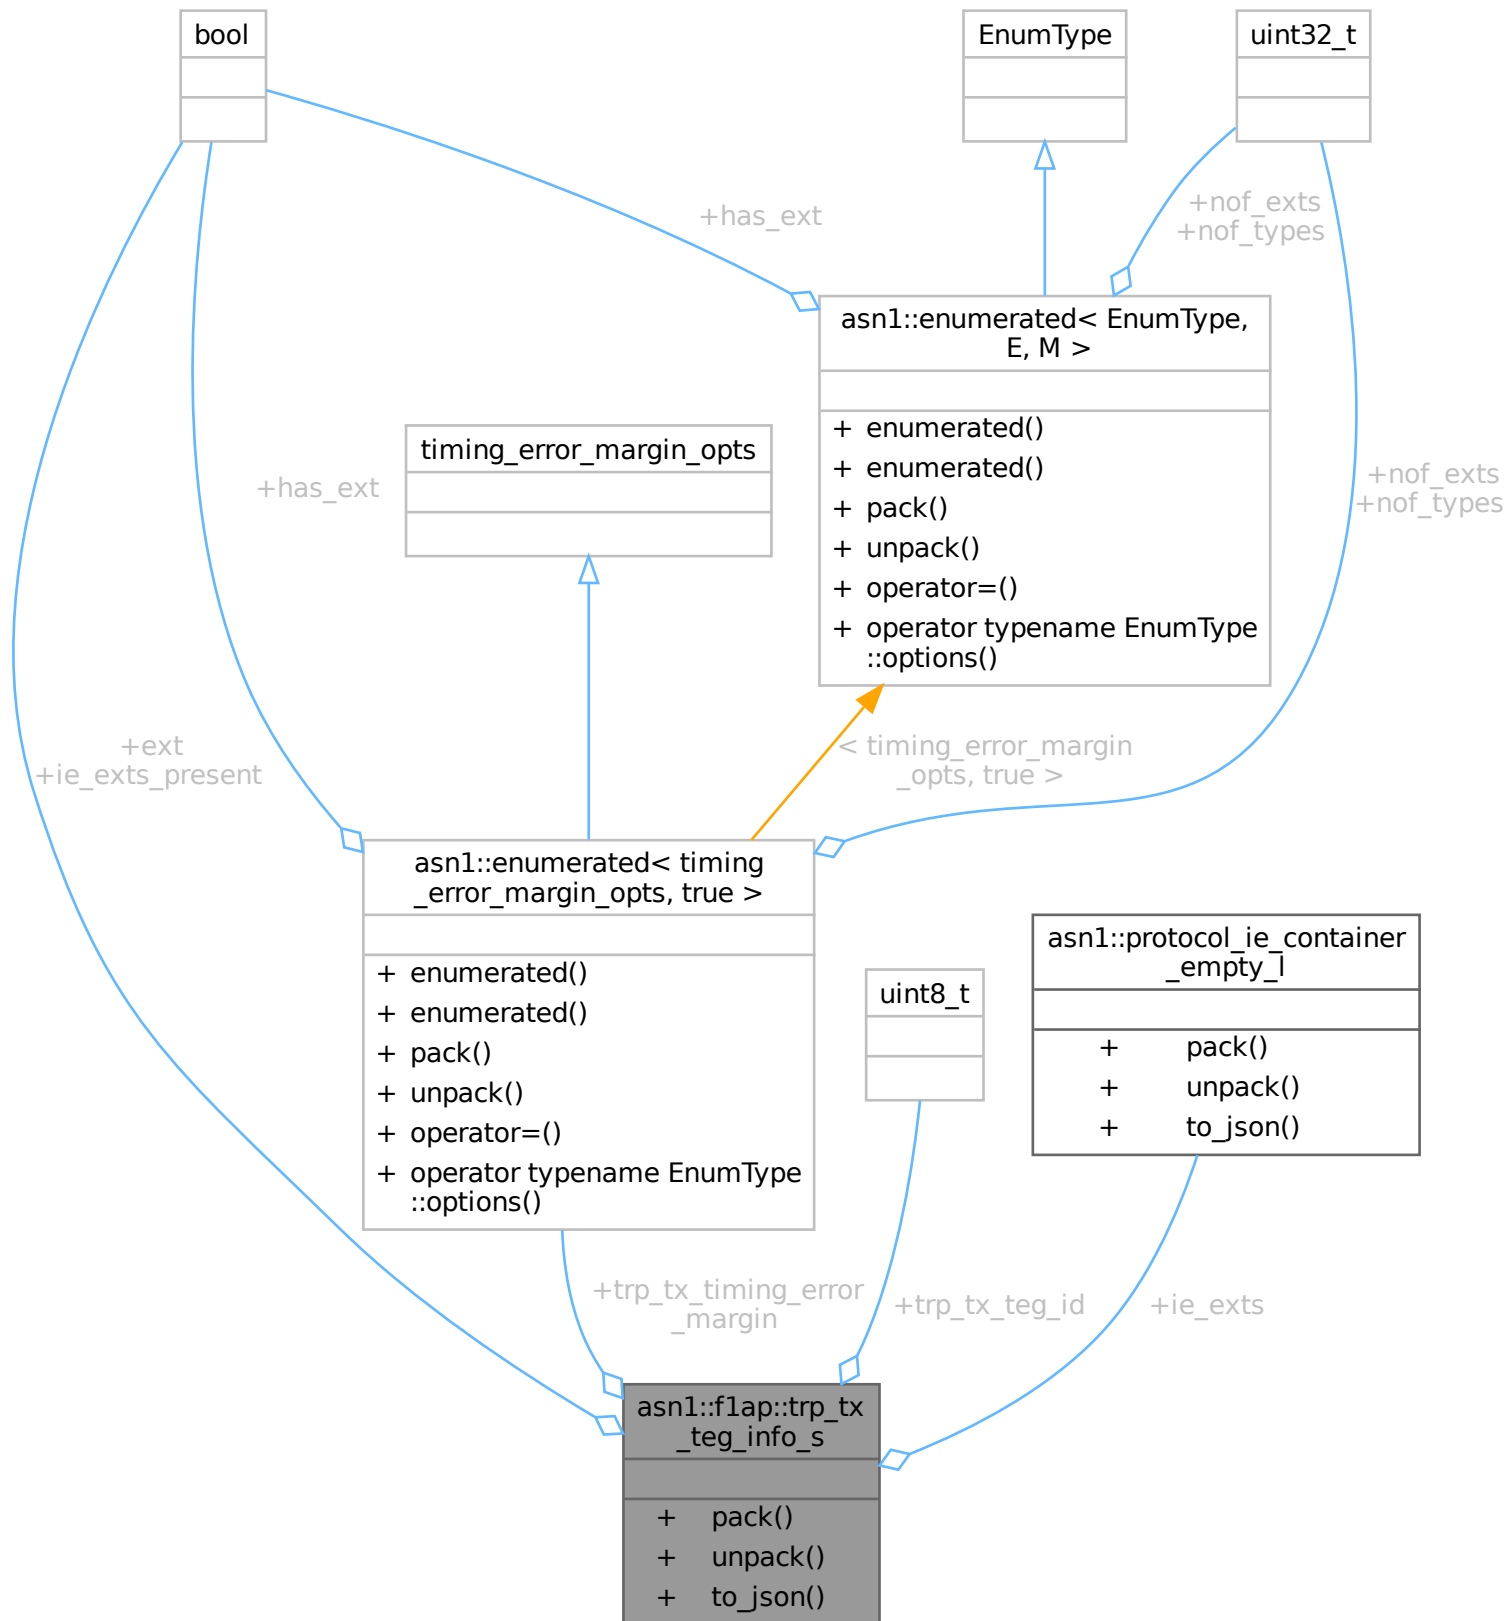 bool
EnumType
uint32_t
+has_ext
+nof_exts
+nof_types
asn1::enumerated< EnumType,
E, M >
+ enumerated()
+ enumerated()
+ pack()
+ unpack()
+ operator=()
+ operator typename EnumType
::options()
timing_error_margin_opts
+has_ext
+nof_exts
+nof_types
+ext
+ie_exts_present
< timing_error_margin
_opts, true >
asn1::enumerated< timing
_error_margin_opts, true >
+ enumerated()
+ enumerated()
+ pack()
+ unpack()
+ operator=()
+ operator typename EnumType
::options()
uint8_t
asn1::protocol_ie_container
_empty_l
+ pack()
+ unpack()
+ to_json()
+trp_tx_timing_error
_margin
+trp_tx_teg_id
+ie_exts
asn1::f1ap::trp_tx
_teg_info_s
+ pack()
+ unpack()
+ to_json()